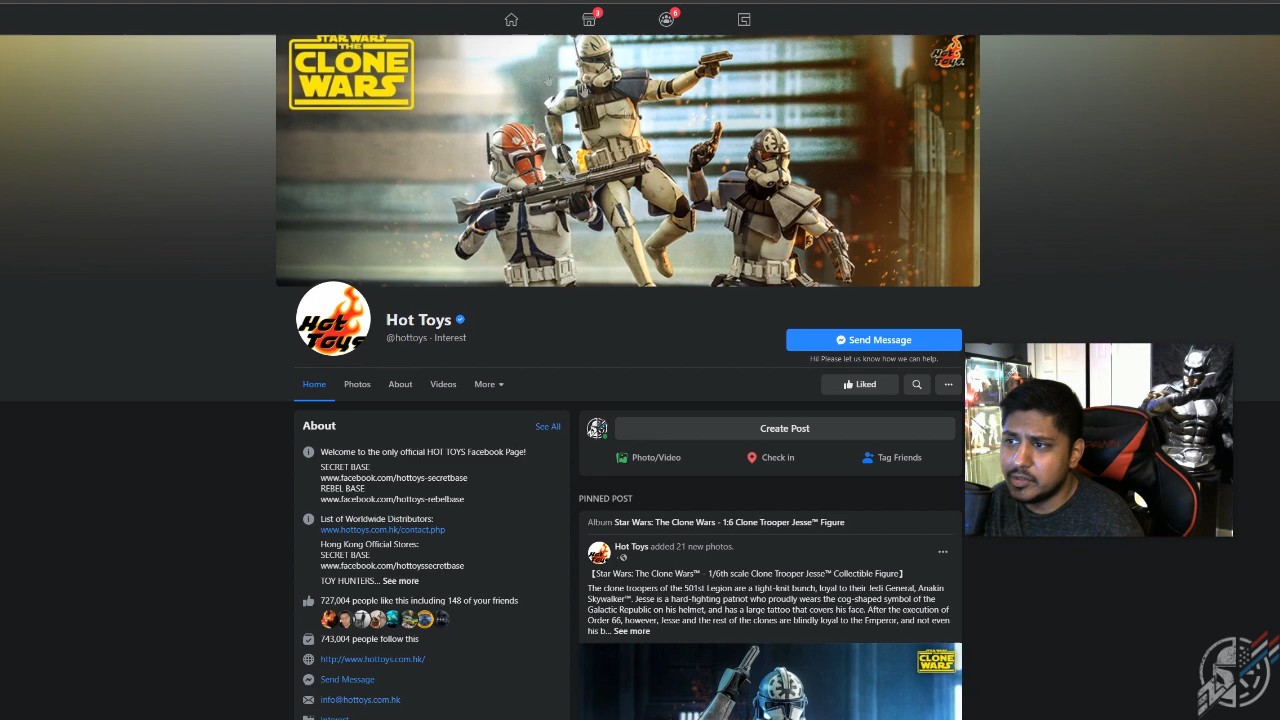 3
6
STAR WARS
THE
CLONE
WARS
Hot Toys
Hot
Toys
Hot Toys
@hottoys · Interest
Send Message
Hi! Please let us know how we can help.
Home
Photos
About
Videos
More
Liked
About
See All
Welcome to the only official HOT TOYS Facebook Page!
SECRET BASE
www.facebook.com/hottoys-secretbase
REBEL BASE
www.facebook.com/hottoys-rebelbase
List of Worldwide Distributors:
www.hottoys.com.hk/contact.php
Hong Kong Official Stores:
SECRET BASE
www.facebook.com/hottoyssecretbase
TOY HUNTERS... See more
727,004 people like this including 148 of your friends
743,004 people follow this
http://www.hottoys.com.hk/
Send Message
info@hottoys.com.hk
Interest
Create Post
Photo/Video
Check in
Tag Friends
PINNED POST
Album Star Wars: The Clone Wars - 1:6 Clone Trooper Jesse™ Figure
Hot Toys added 21 new photos.
【Star Wars: The Clone Wars™ - 1/6th scale Clone Trooper Jesse™ Collectible Figure】
The clone troopers of the 501st Legion are a tight-knit bunch, loyal to their Jedi General, Anakin
Skywalker™. Jesse is a hard-fighting patriot who proudly wears the cog-shaped symbol of the
Galactic Republic on his helmet, and has a large tattoo that covers his face. After the execution of
Order 66, however, Jesse and the rest of the clones are blindly loyal to the Emperor, and not even
his b... See more
CLONE
WARS